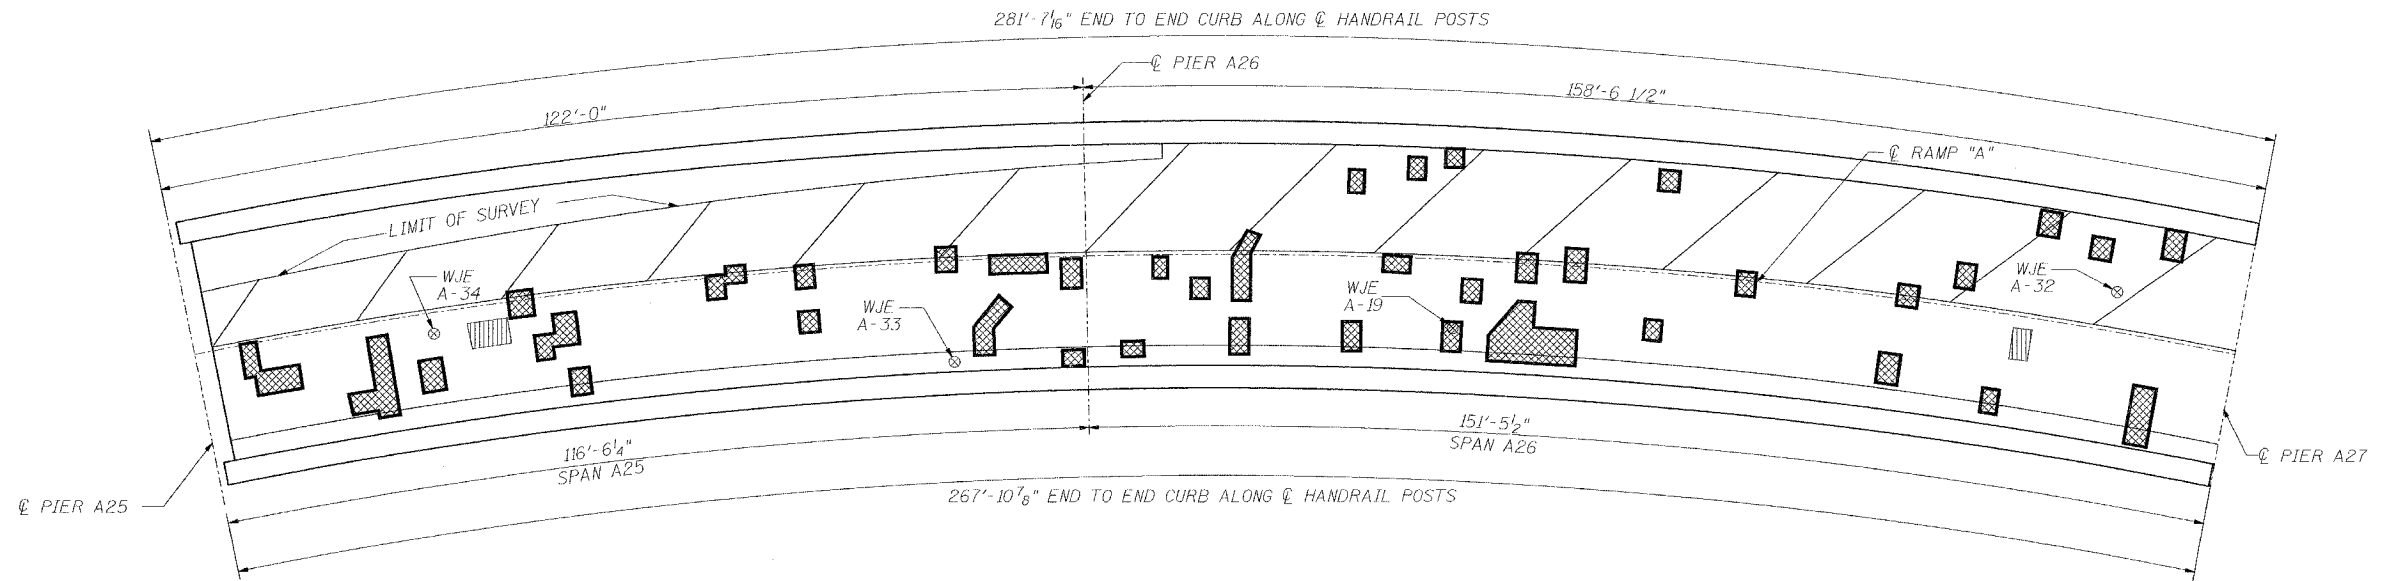 281'-7 1/16" END TO END CURB ALONG ℄ HANDRAIL POSTS
℄ PIER A26
122'-0"
158'-6 1/2"
℄ RAMP "A"
LIMIT OF SURVEY
WJE
A-34
WJE
A-33
WJE
A-19
WJE
A-32
116'-6 1/4"
SPAN A25
151'-5 1/2"
SPAN A26
℄ PIER A25
℄ PIER A27
267'-10 7/8" END TO END CURB ALONG ℄ HANDRAIL POSTS